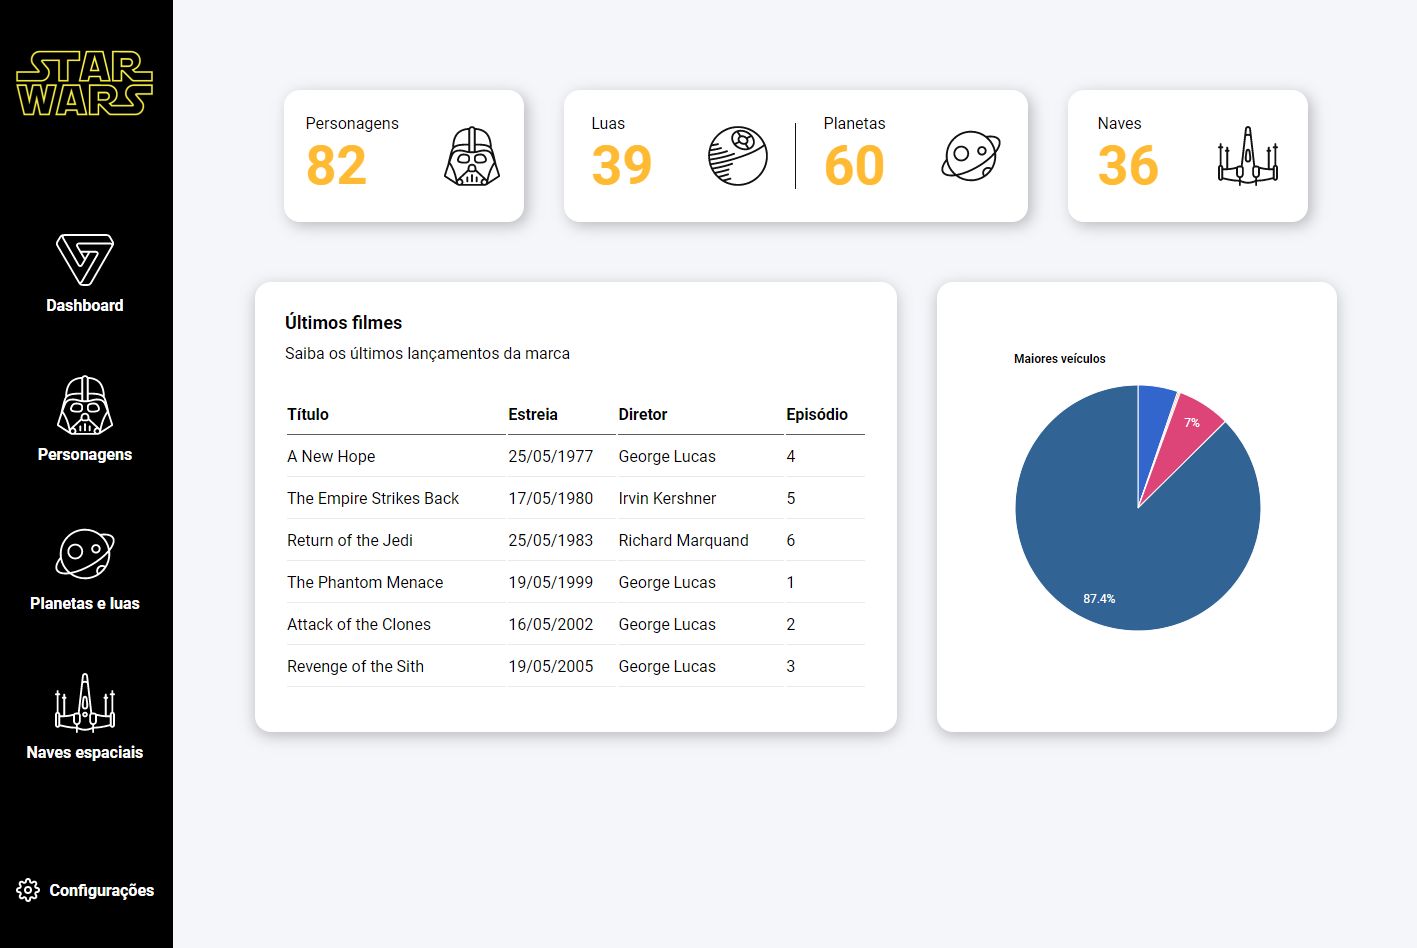 STAR
WARS
Dashboard
Personagens
Planetas e luas
Naves espaciais
Configurações
Personagens
82
Luas
39
Planetas
60
Naves
36
Últimos filmes
Saiba os últimos lançamentos da marca
Título Estreia Diretor Episódio
A New Hope 25/05/1977 George Lucas 4
The Empire Strikes Back 17/05/1980 Irvin Kershner 5
Return of the Jedi 25/05/1983 Richard Marquand 6
The Phantom Menace 19/05/1999 George Lucas 1
Attack of the Clones 16/05/2002 George Lucas 2
Revenge of the Sith 19/05/2005 George Lucas 3
Maiores veículos
7%
87.4%